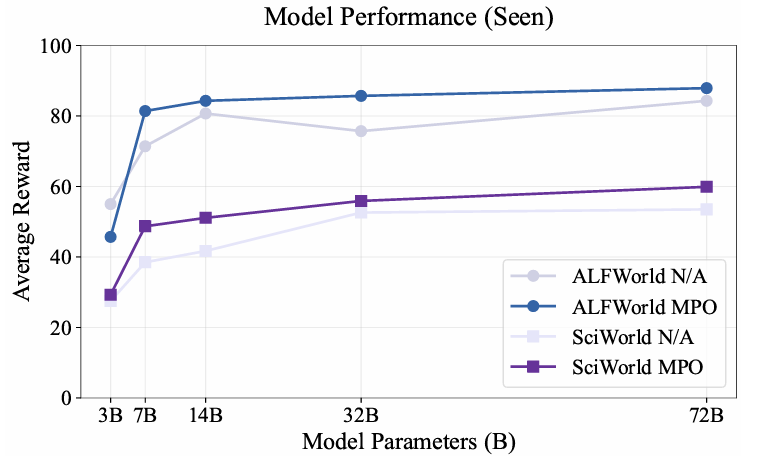 Model Performance (Seen)
Average Reward
100
80
60
40
20
0
3B 7B 14B 32B 72B
Model Parameters (B)
ALFWorld N/A
ALFWorld MPO
SciWorld N/A
SciWorld MPO